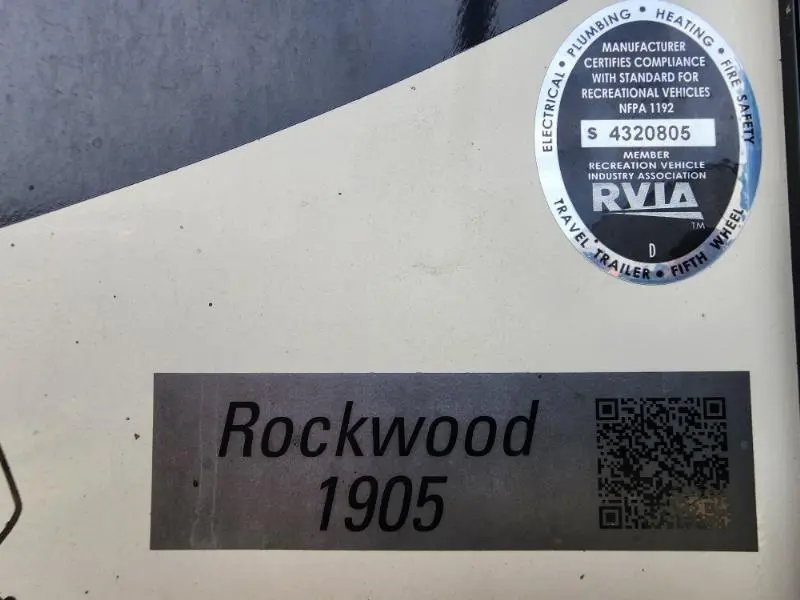 ELECTRICAL • PLUMBING • HEATING • FIRE SAFETY
MANUFACTURER
CERTIFIES COMPLIANCE
WITH STANDARD FOR
RECREATIONAL VEHICLES
NFPA 1192
S 4320805
MEMBER
RECREATION VEHICLE
INDUSTRY ASSOCIATION
RVIA
TM
D
TRAVEL TRAILER • FIFTH WHEEL
Rockwood
1905